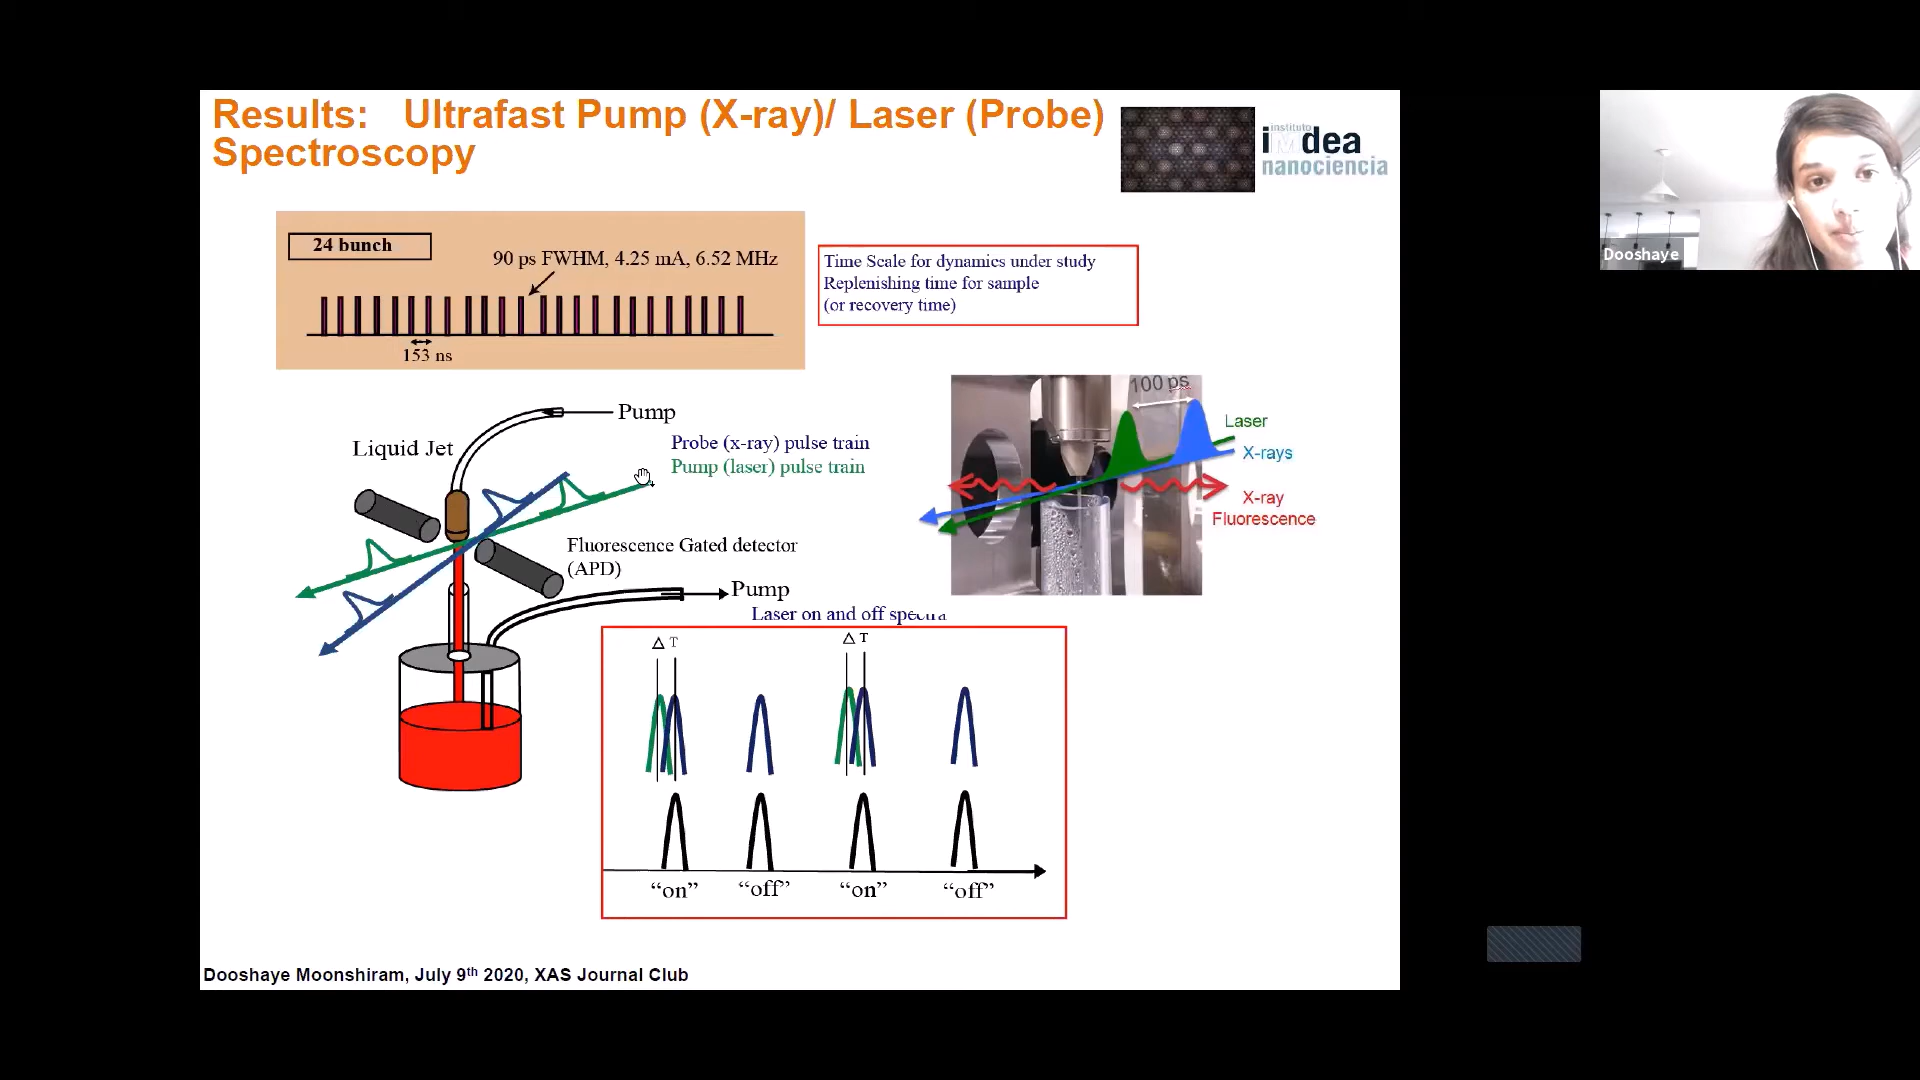 Results: Ultrafast Pump (X-ray)/ Laser (Probe)
Spectroscopy
instituto
iMdea
nanociencia
24 bunch
90 ps FWHM, 4.25 mA, 6.52 MHz
153 ns
Time Scale for dynamics under study
Replenishing time for sample
(or recovery time)
Dooshaye
Pump
Liquid Jet
Probe (x-ray) pulse train
Pump (laser) pulse train
Fluorescence Gated detector
(APD)
Pump
100 ps
Laser
X-rays
X-ray
Fluorescence
Laser on and off spectra
Δ T
Δ T
“on” “off” “on” “off”
Dooshaye Moonshiram, July 9th 2020, XAS Journal Club